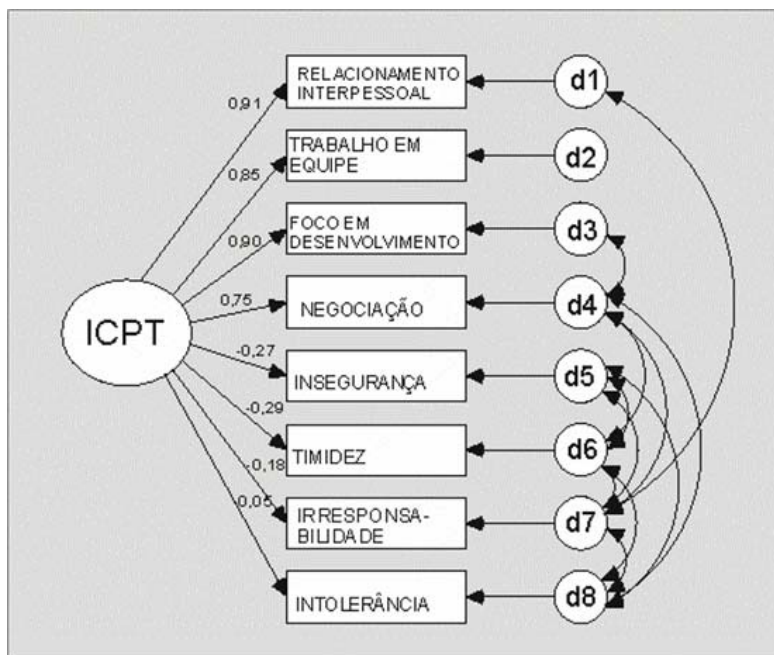 RELACIONAMENTO
INTERPESSOAL
d1
0,91
TRABALHO EM
EQUIPE
d2
0,85
FOCO EM
DESENVOLVIMENTO
d3
0,90
ICPT
0,75
NEGOCIAÇÃO
d4
-0,27
INSEGURANÇA
d5
-0,29
TIMIDEZ
d6
-0,18
IRRESPONSA-
BILIDADE
d7
-0,05
INTOLERÂNCIA
d8